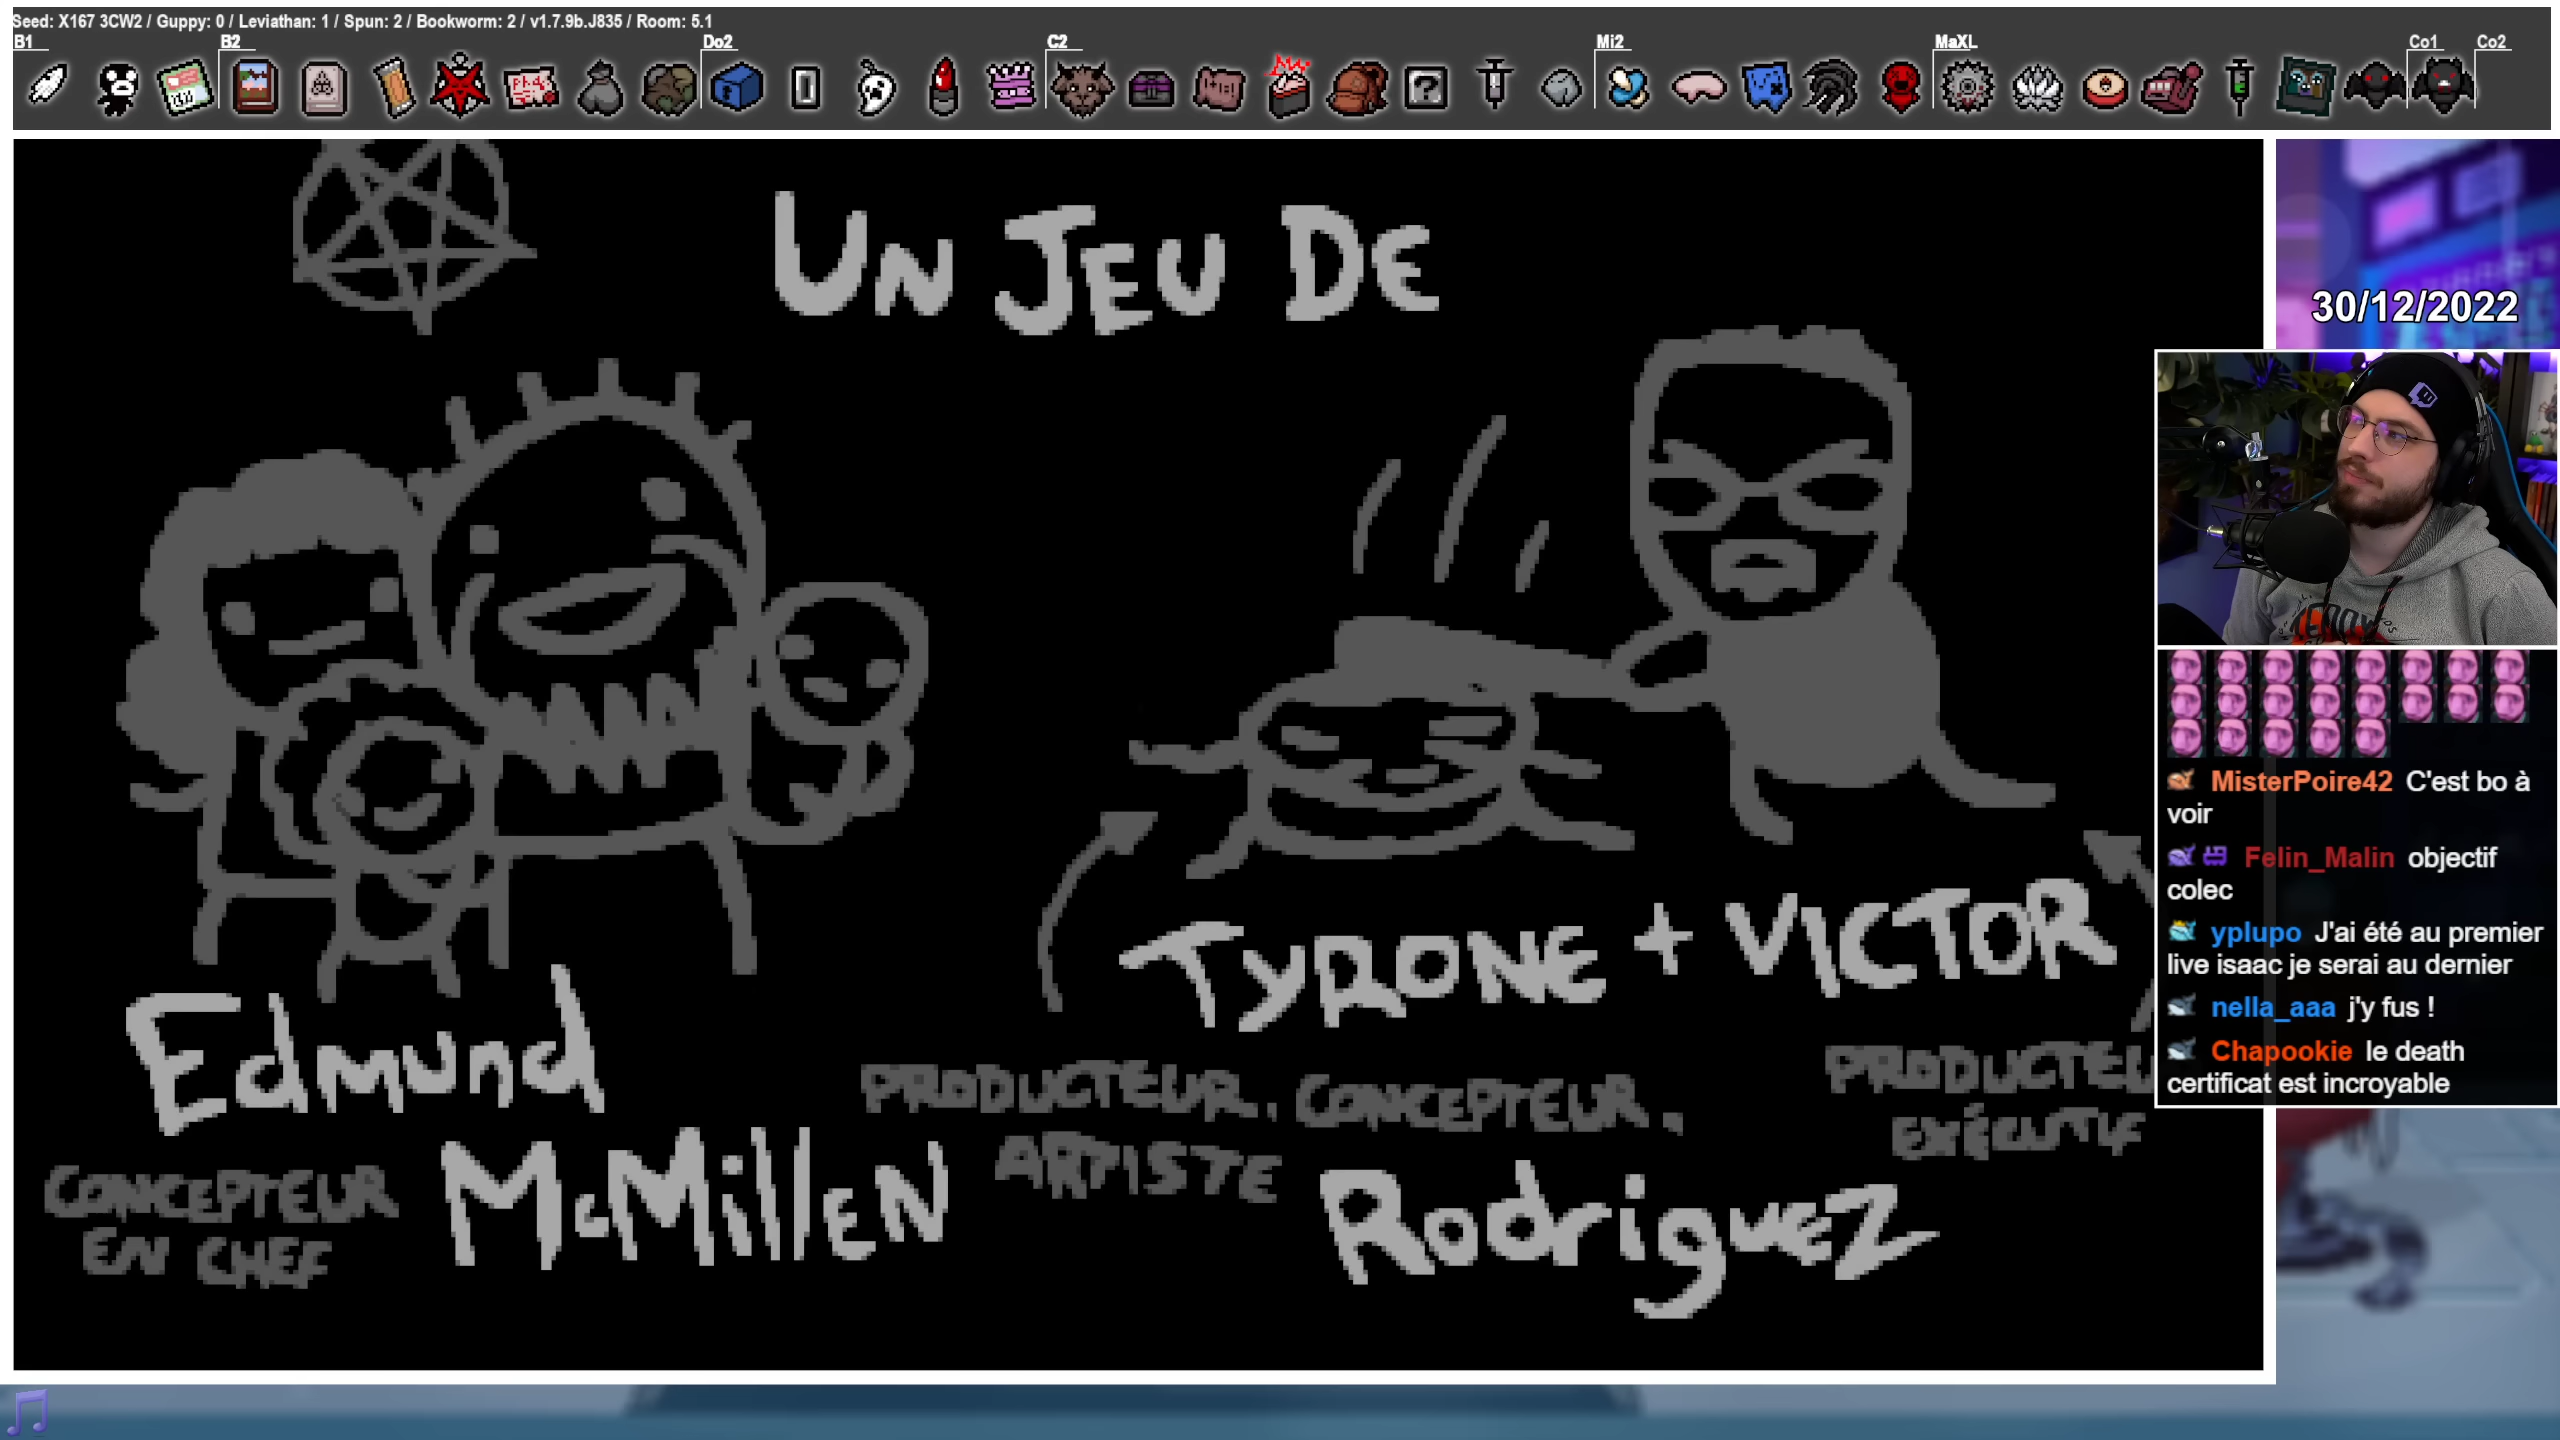 Seed: X167 3CW2 / Guppy: 0 / Leviathan: 1 / Spun: 2 / Bookworm: 2 / v1.7.9b.J835 / Room: 5.1
B1 B2 Do2 C2 Mi2 MaXL Co1 Co2
UN JEU DE
30/12/2022
MisterPoire42 C'est bo à
voir
Felin_Malin objectif
colec
yplupo J'ai été au premier
live isaac je serai au dernier
nella_aaa j'y fus !
Chapookie le death
certificat est incroyable
Edmund
McMillen
CONCEPTEUR
EN CHEF
TYRONE + VICTOR
Rodriguez
PRODUCTEUR, CONCEPTEUR,
ARTISTE
PRODUCTEU
EXÉCUTIF